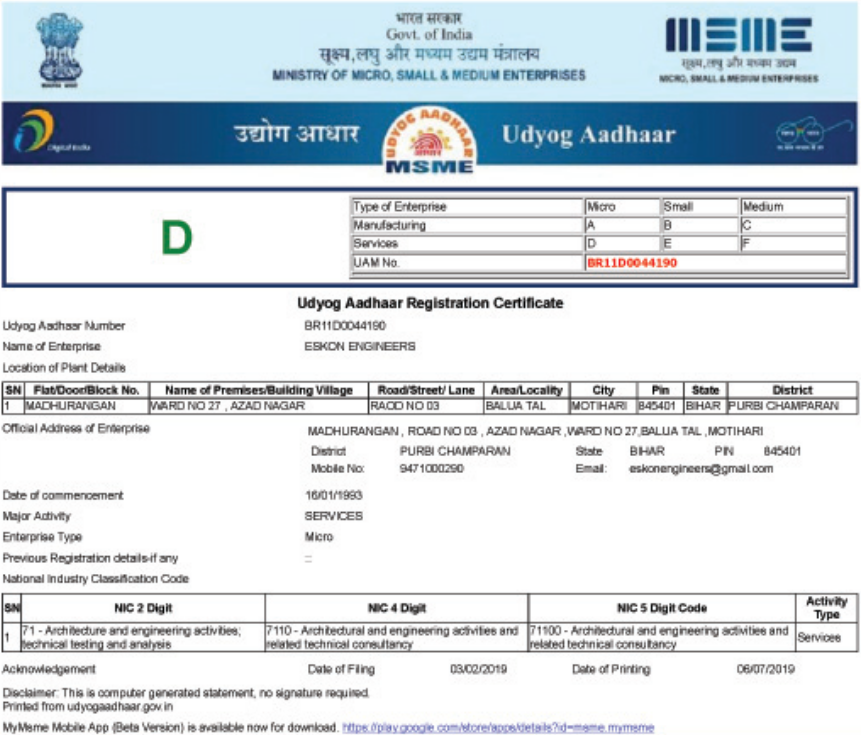 भारत सरकार
Govt. of India
सूक्ष्म,लघु और मध्यम उद्यम मंत्रालय
MINISTRY OF MICRO, SMALL & MEDIUM ENTERPRISES
MSME
सूक्ष्म,लघु और मध्यम उद्यम
MICRO, SMALL & MEDIUM ENTERPRISES
Digital India
उद्योग आधार
UDYOG AADHAAR
आधार
MSME
Udyog Aadhaar
D
Type of Enterprise Micro Small Medium
Manufacturing A B C
Services D E F
UAM No. BR11D0044190
Udyog Aadhaar Registration Certificate
Udyog Aadhaar Number BR11D0044190
Name of Enterprise ESKON ENGINEERS
Location of Plant Details
SN Flat/Door/Block No. Name of Premises/Building Village Road/Street/ Lane Area/Locality City Pin State District
1 MADHURANGAN WARD NO 27 , AZAD NAGAR RAOD NO 03 BALUA TAL MOTIHARI 845401 BIHAR PURBI CHAMPARAN
Official Address of Enterprise MADHURANGAN , ROAD NO 03 , AZAD NAGAR ,WARD NO 27,BALUA TAL ,MOTIHARI
District PURBI CHAMPARAN State BIHAR PIN 845401
Mobile No: 9471000290 Email: eskonengineers@gmail.com
Date of commencement 16/01/1993
Major Activity SERVICES
Enterprise Type Micro
Previous Registration details-if any ::
National Industry Classification Code
SN NIC 2 Digit NIC 4 Digit NIC 5 Digit Code Activity Type
1 71 - Architecture and engineering activities; technical testing and analysis 7110 - Architectural and engineering activities and related technical consultancy 71100 - Architectural and engineering activities and related technical consultancy Services
Acknowledgement Date of Filing 03/02/2019 Date of Printing 06/07/2019
Disclaimer: This is computer generated statement, no signature required.
Printed from udyogaadhaar.gov.in
MyMsme Mobile App (Beta Version) is available now for download. https://play.google.com/store/apps/details?id=msme.mymsme